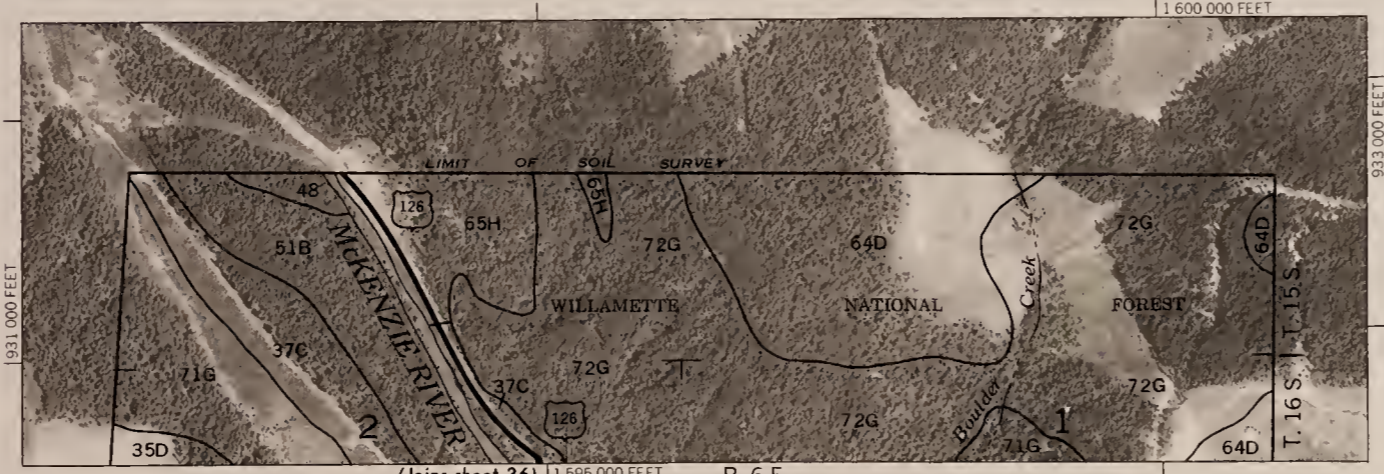 1 600 000 FEET
933 000 FEET
931 000 FEET
LIMIT OF SOIL SURVEY
48
126
65H
65H
51B
72G
64D
72G
64D
T. 15 S.
McKENZIE RIVER
WILLAMETTE NATIONAL FOREST
Creek
37C
71G
72G
37C
72G
T. 16 S.
2
126
72G
Boulder
1
71G
64D
35D
(Joins sheet 36)
1 595 000 FEET
R. 6 E.